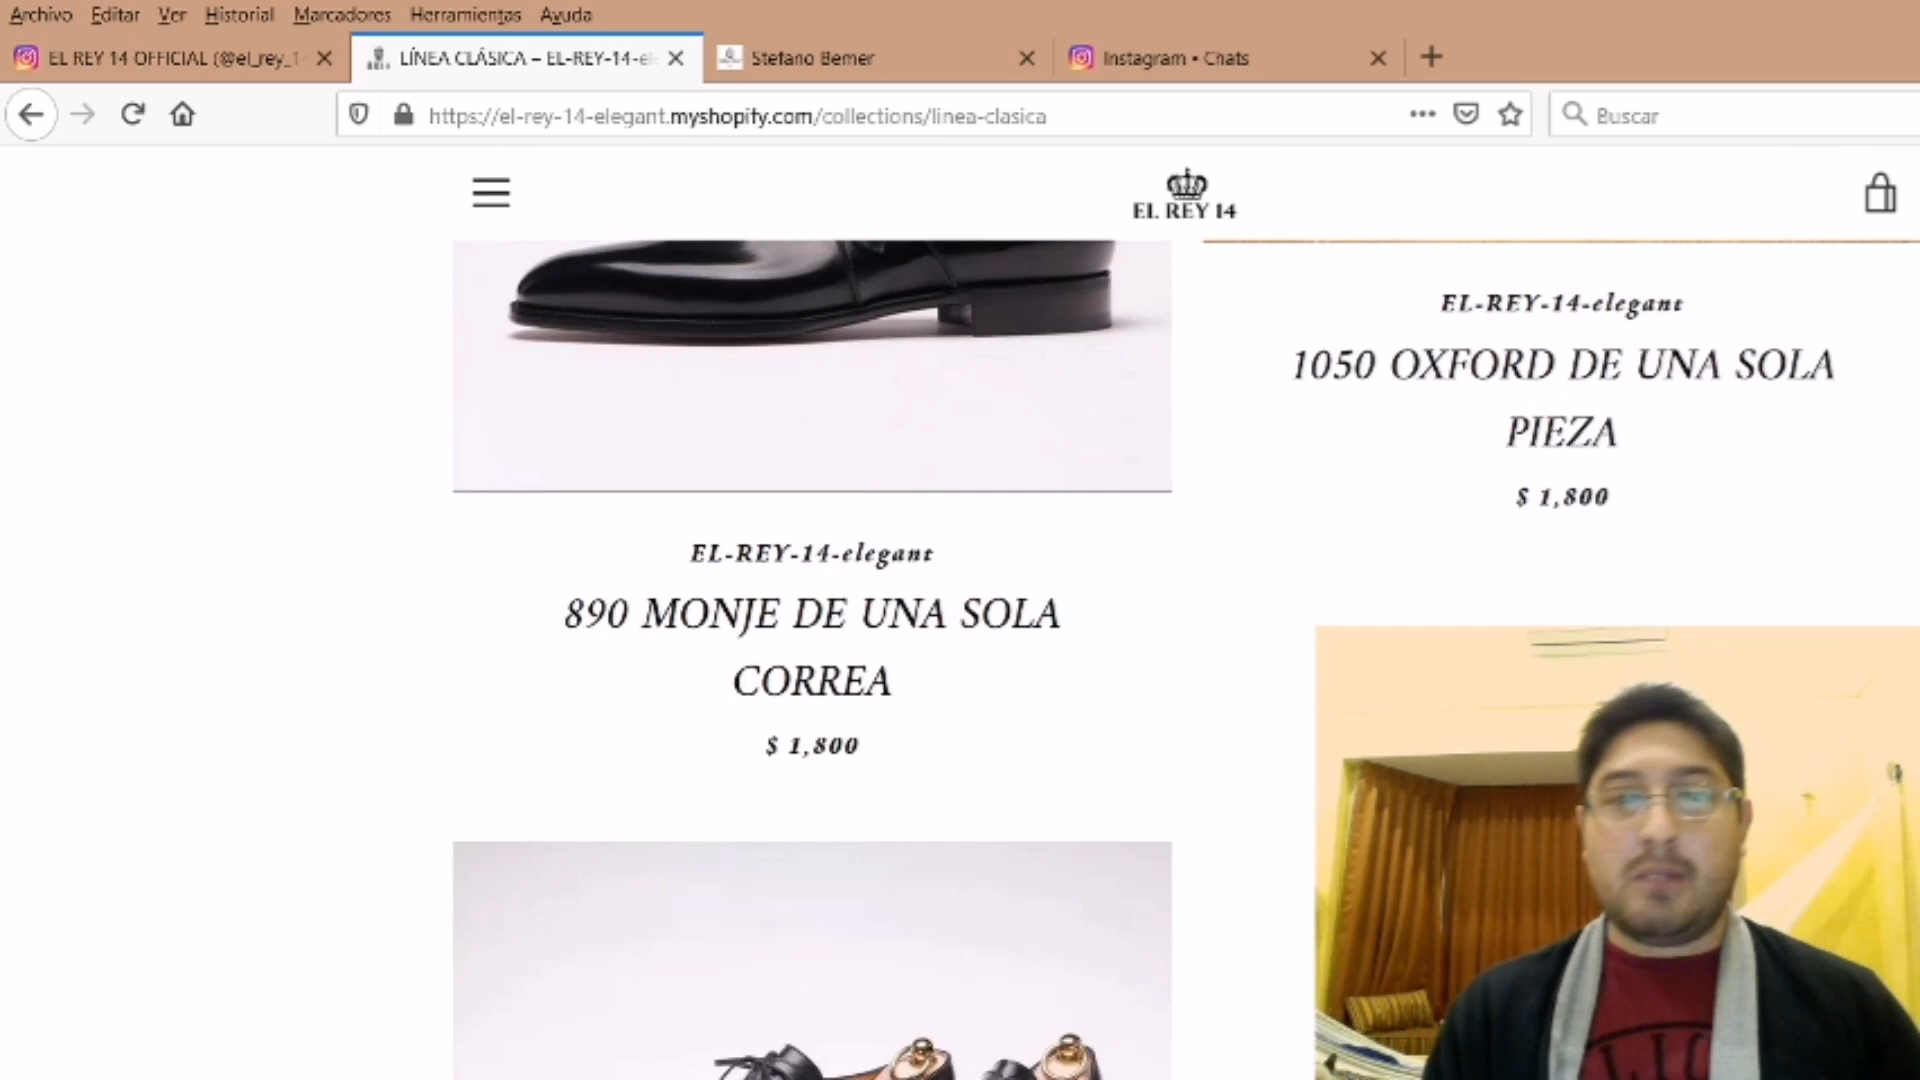 Archivo Editar Ver Historial Marcadores Herramientas Ayuda
EL REY 14 OFFICIAL (@el_rey_1
LÍNEA CLÁSICA – EL-REY-14-el
Stefano Bemer
Instagram • Chats
https://el-rey-14-elegant.myshopify.com/collections/linea-clasica
Buscar
EL REY 14
EL-REY-14-elegant
1050 OXFORD DE UNA SOLA
PIEZA
$ 1,800
EL-REY-14-elegant
890 MONJE DE UNA SOLA
CORREA
$ 1,800